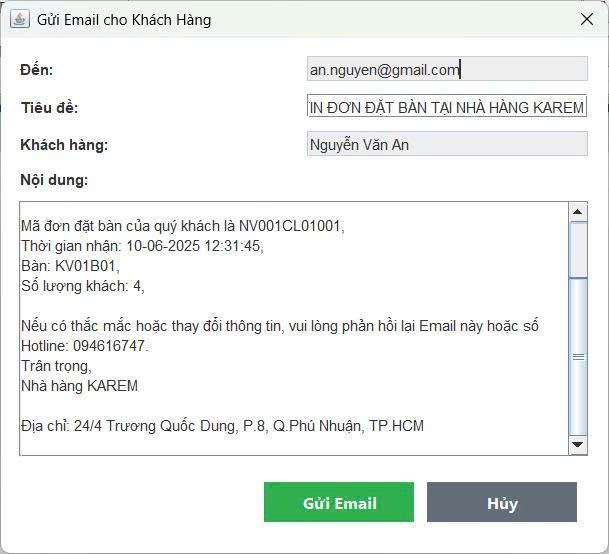 Gửi Email cho Khách Hàng
Đến:
an.nguyen@gmail.com
Tiêu đề:
IN ĐƠN ĐẶT BÀN TẠI NHÀ HÀNG KAREM
Khách hàng:
Nguyễn Văn An
Nội dung:
Mã đơn đặt bàn của quý khách là NV001CL01001,
Thời gian nhận: 10-06-2025 12:31:45,
Bàn: KV01B01,
Số lượng khách: 4,
Nếu có thắc mắc hoặc thay đổi thông tin, vui lòng phản hồi lại Email này hoặc số
Hotline: 094616747.
Trân trọng,
Nhà hàng KAREM
Địa chỉ: 24/4 Trương Quốc Dung, P.8, Q.Phú Nhuận, TP.HCM
Gửi Email
Hủy